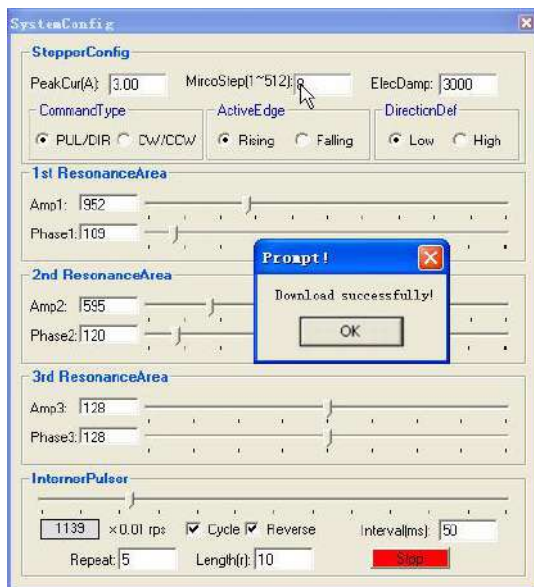 SystemConfig
StepperConfig
PeakCur(A): 3.00 MircoStep(1~512): ElecDamp: 3000
CommandType ActiveEdge DirectionDef
PUL/DIR CW/CCW Rising Falling Low High
1st ResonanceArea
Amp1: 952
Phase1: 109
2nd ResonanceArea
Amp2: 595
Phase2: 120
Prompt!
Download successfully!
OK
3rd ResonanceArea
Amp3: 128
Phase3: 128
InternerPulser
1139 ×0.01 rps Cycle Reverse Interval(ms): 50
Repeat: 5 Length(r): 10 Stop